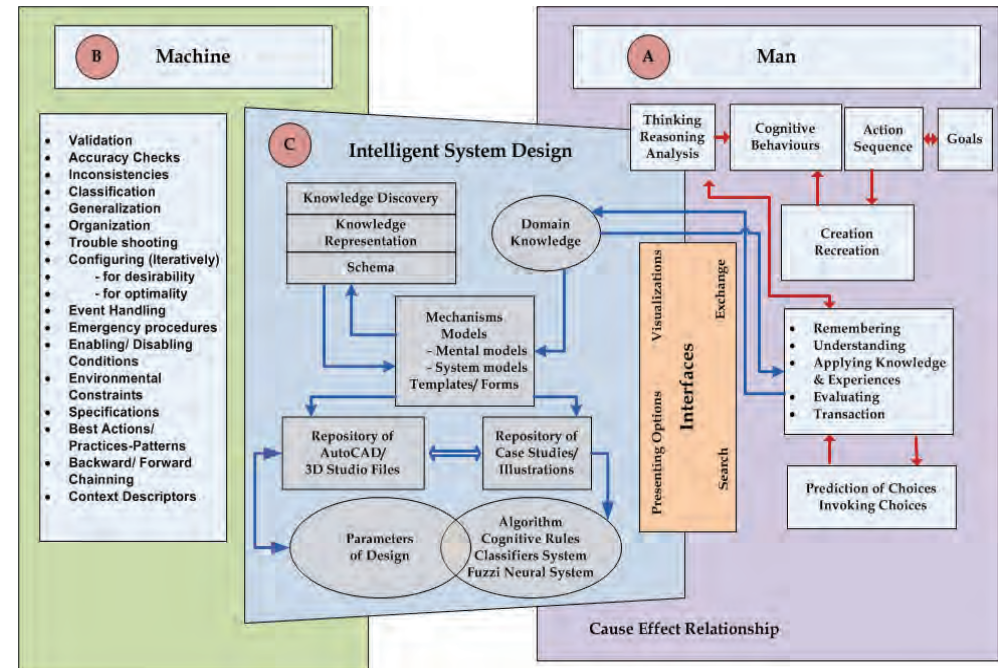 B
Machine
A
Man
Validation
Accuracy Checks
Inconsistencies
Classification
Generalization
Organization
Trouble shooting
Configuring (Iteratively)
- for desirability
- for optimality
Event Handling
Emergency procedures
Enabling/ Disabling
Conditions
Environmental
Constraints
Specifications
Best Actions/
Practices-Patterns
Backward/ Forward
Chainning
Context Descriptors
C
Intelligent System Design
Knowledge Discovery
Knowledge
Representation
Schema
Domain
Knowledge
Mechanisms
Models
- Mental models
- System models
Templates/ Forms
Repository of
AutoCAD/
3D Studio Files
Repository of
Case Studies/
Illustrations
Parameters
of Design
Algorithm
Cognitive Rules
Classifiers System
Fuzzi Neural System
Presenting Options
Visualizations
Interfaces
Search
Exchange
Thinking
Reasoning
Analysis
Cognitive
Behaviours
Action
Sequence
Goals
Creation
Recreation
Remembering
Understanding
Applying Knowledge
& Experiences
Evaluating
Transaction
Prediction of Choices
Invoking Choices
Cause Effect Relationship